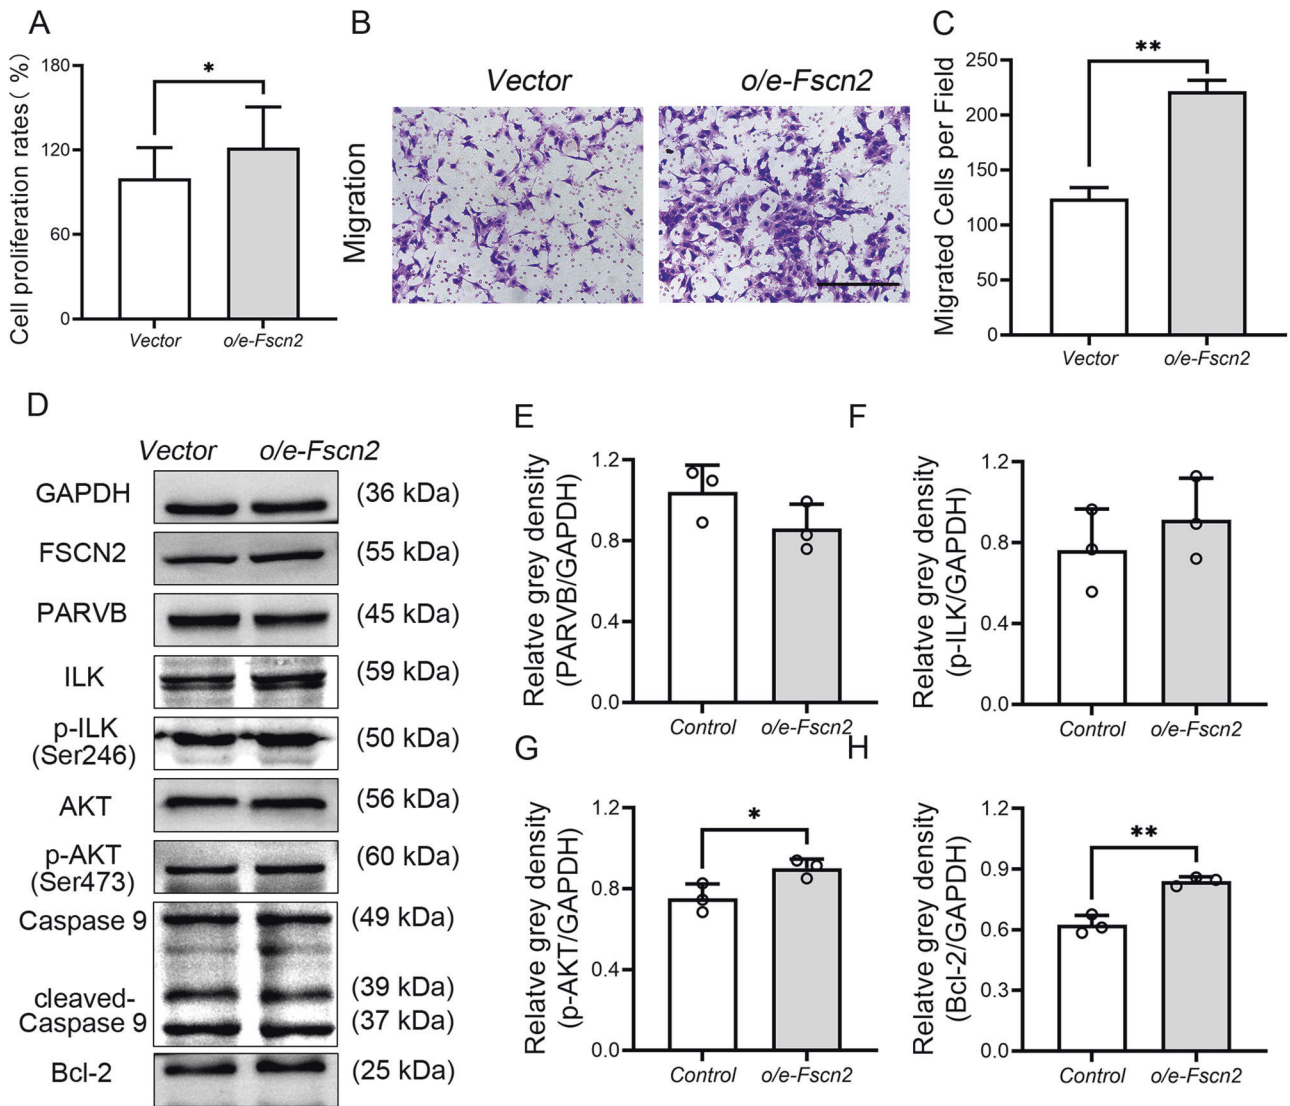 A
Cell proliferation rates( %)
180
120
60
0
*
Vector
o/e-Fscn2
B
Vector
o/e-Fscn2
Migration
C
Migrated Cells per Field
250
200
150
100
50
0
**
Vector
o/e-Fscn2
D
Vector
o/e-Fscn2
GAPDH
(36 kDa)
FSCN2
(55 kDa)
PARVB
(45 kDa)
ILK
(59 kDa)
p-ILK
(Ser246)
(50 kDa)
AKT
(56 kDa)
p-AKT
(Ser473)
(60 kDa)
Caspase 9
(49 kDa)
cleaved-
Caspase 9
(39 kDa)
(37 kDa)
Bcl-2
(25 kDa)
E
Relatve grey density
(PARVB/GAPDH)
1.2
0.8
0.4
0.0
Control
o/e-Fscn2
F
Relatve grey density
(p-ILK/GAPDH)
1.2
0.8
0.4
0.0
Control
o/e-Fscn2
G
Relatve grey density
(p-AKT/GAPDH)
1.2
0.8
0.4
0.0
*
Control
o/e-Fscn2
H
Relatve grey density
(Bcl-2/GAPDH)
1.2
0.9
0.6
0.3
0.0
**
Control
o/e-Fscn2